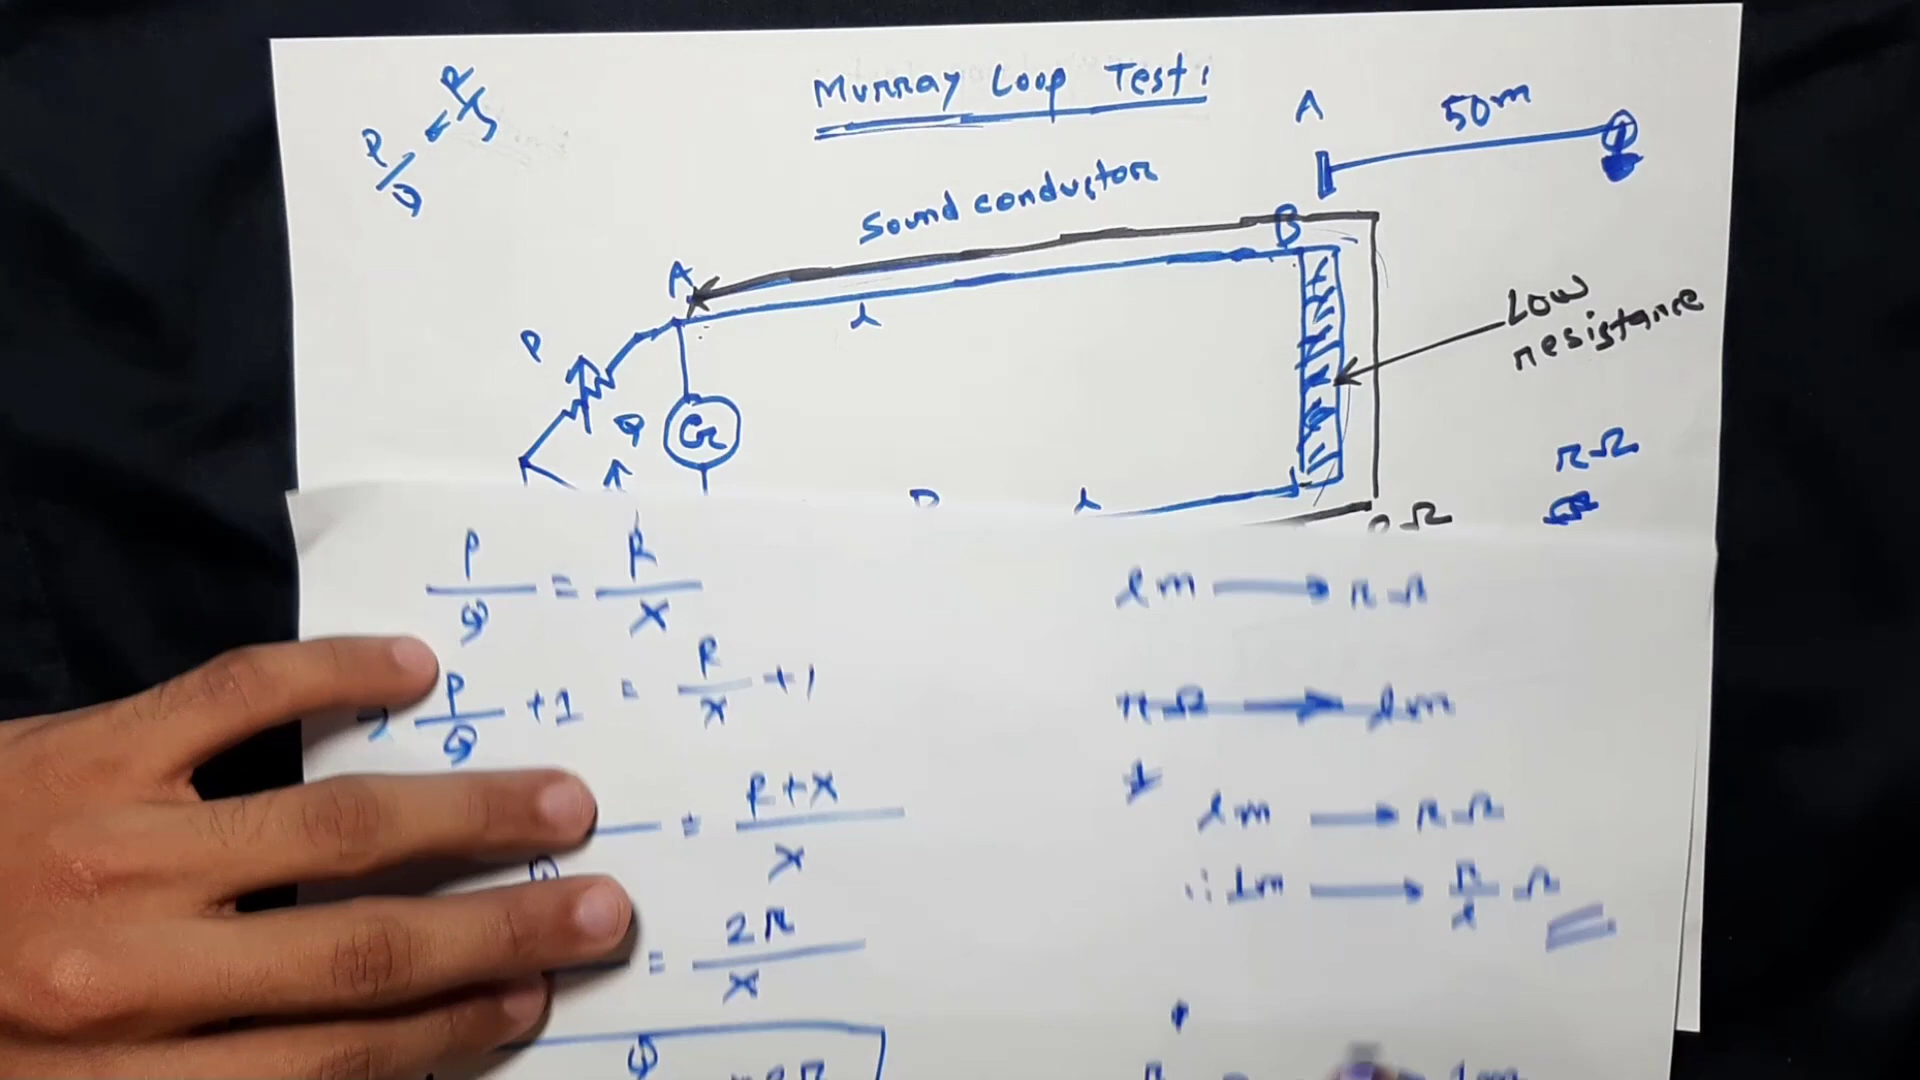 Murray Loop Test:
P/Q
R/X
A
50m
Sound conductor
A
B
l
Low
resistance
P
Q
G
l
r Ω
P/Q = R/X
P/Q +1 = R/X +1
Q = R+X/X
= 2r/X
Q
l m → r Ω
r Ω → l m
* l m → r Ω
∴ 1m → r/l Ω